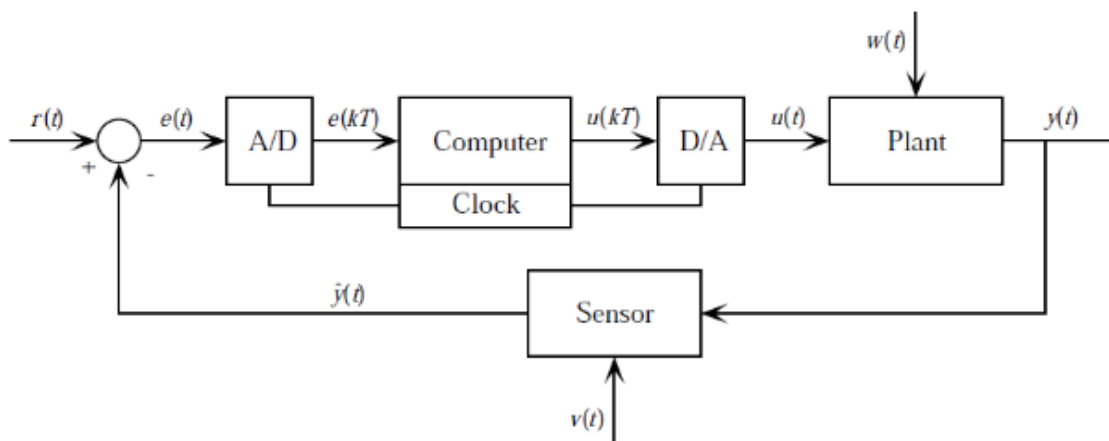 w(t)
r(t)
e(t)
A/D
e(kT)
Computer
u(kT)
D/A
u(t)
Plant
y(t)
+
-
Clock
ŷ(t)
Sensor
v(t)